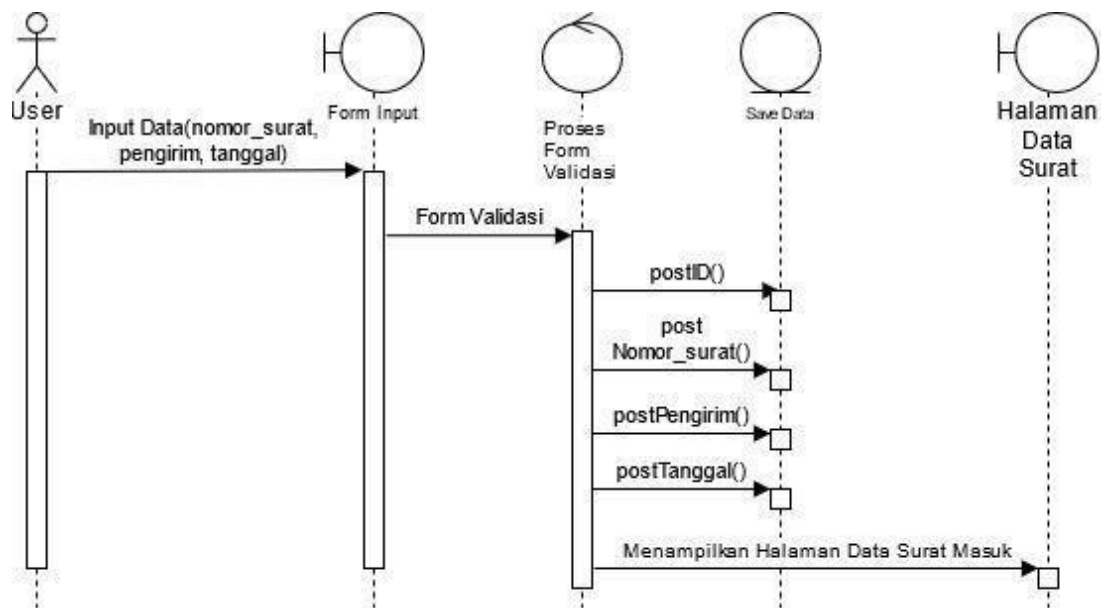 User
Form Input
Proses
Form
Validasi
Save Data
Halaman
Data
Surat
Input Data(nomor_surat,
pengirim, tanggal)
Form Validasi
postID()
post
Nomor_surat()
postPengirim()
postTanggal()
Menampilkan Halaman Data Surat Masuk